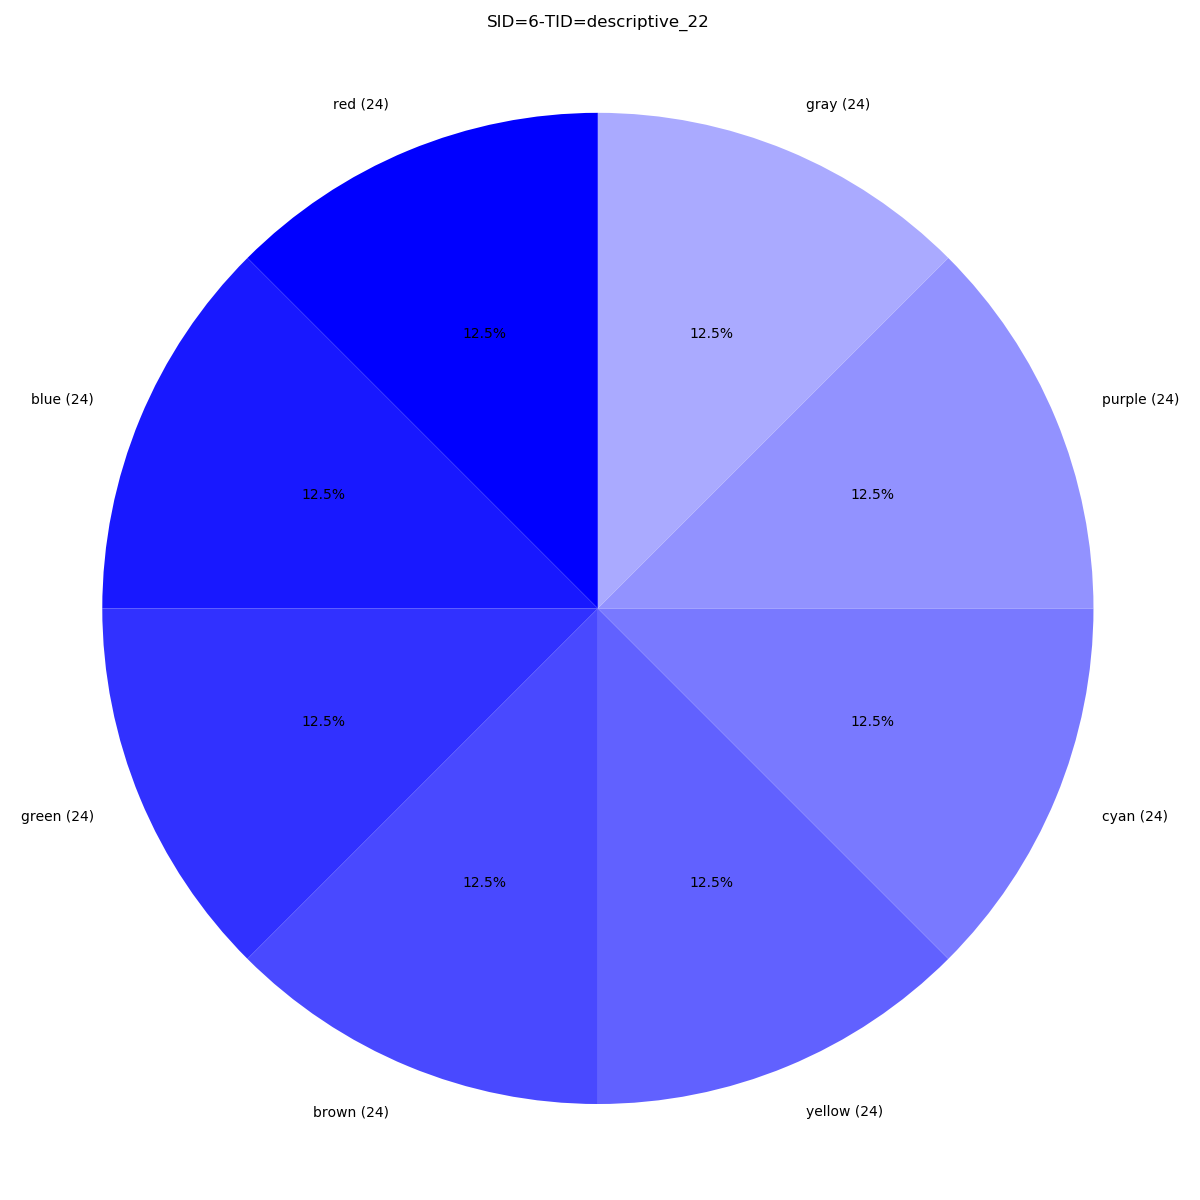 SID=6-TID=descriptive_22
red (24)
gray (24)
12.5%
12.5%
blue (24)
purple (24)
12.5%
12.5%
12.5%
12.5%
green (24)
cyan (24)
12.5%
12.5%
brown (24)
yellow (24)